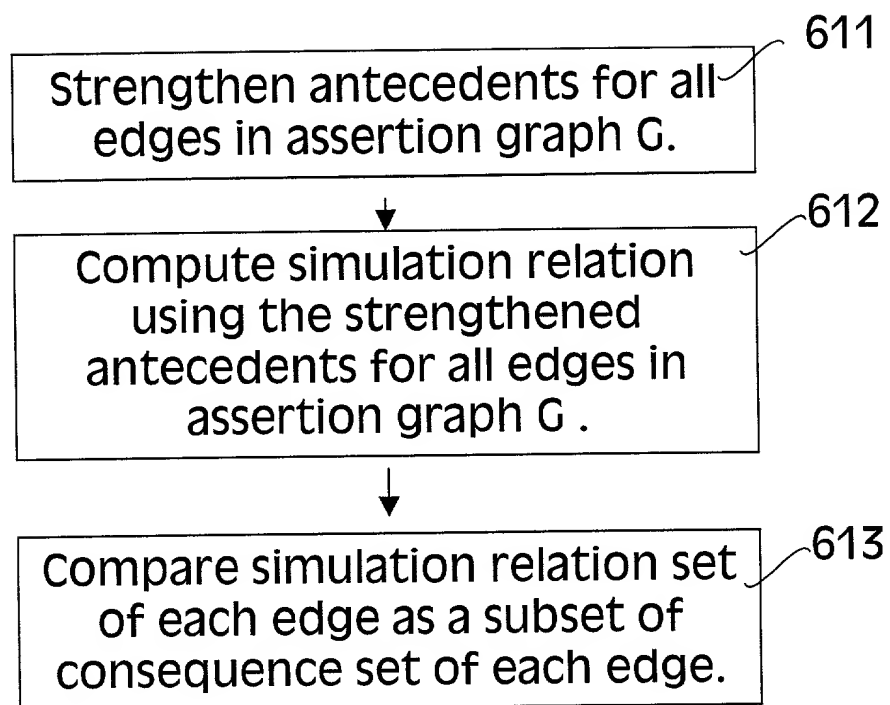 611
Strengthen antecedents for all
edges in assertion graph G.
612
Compute simulation relation
using the strengthened
antecedents for all edges in
assertion graph G .
613
Compare simulation relation set
of each edge as a subset of
consequence set of each edge.